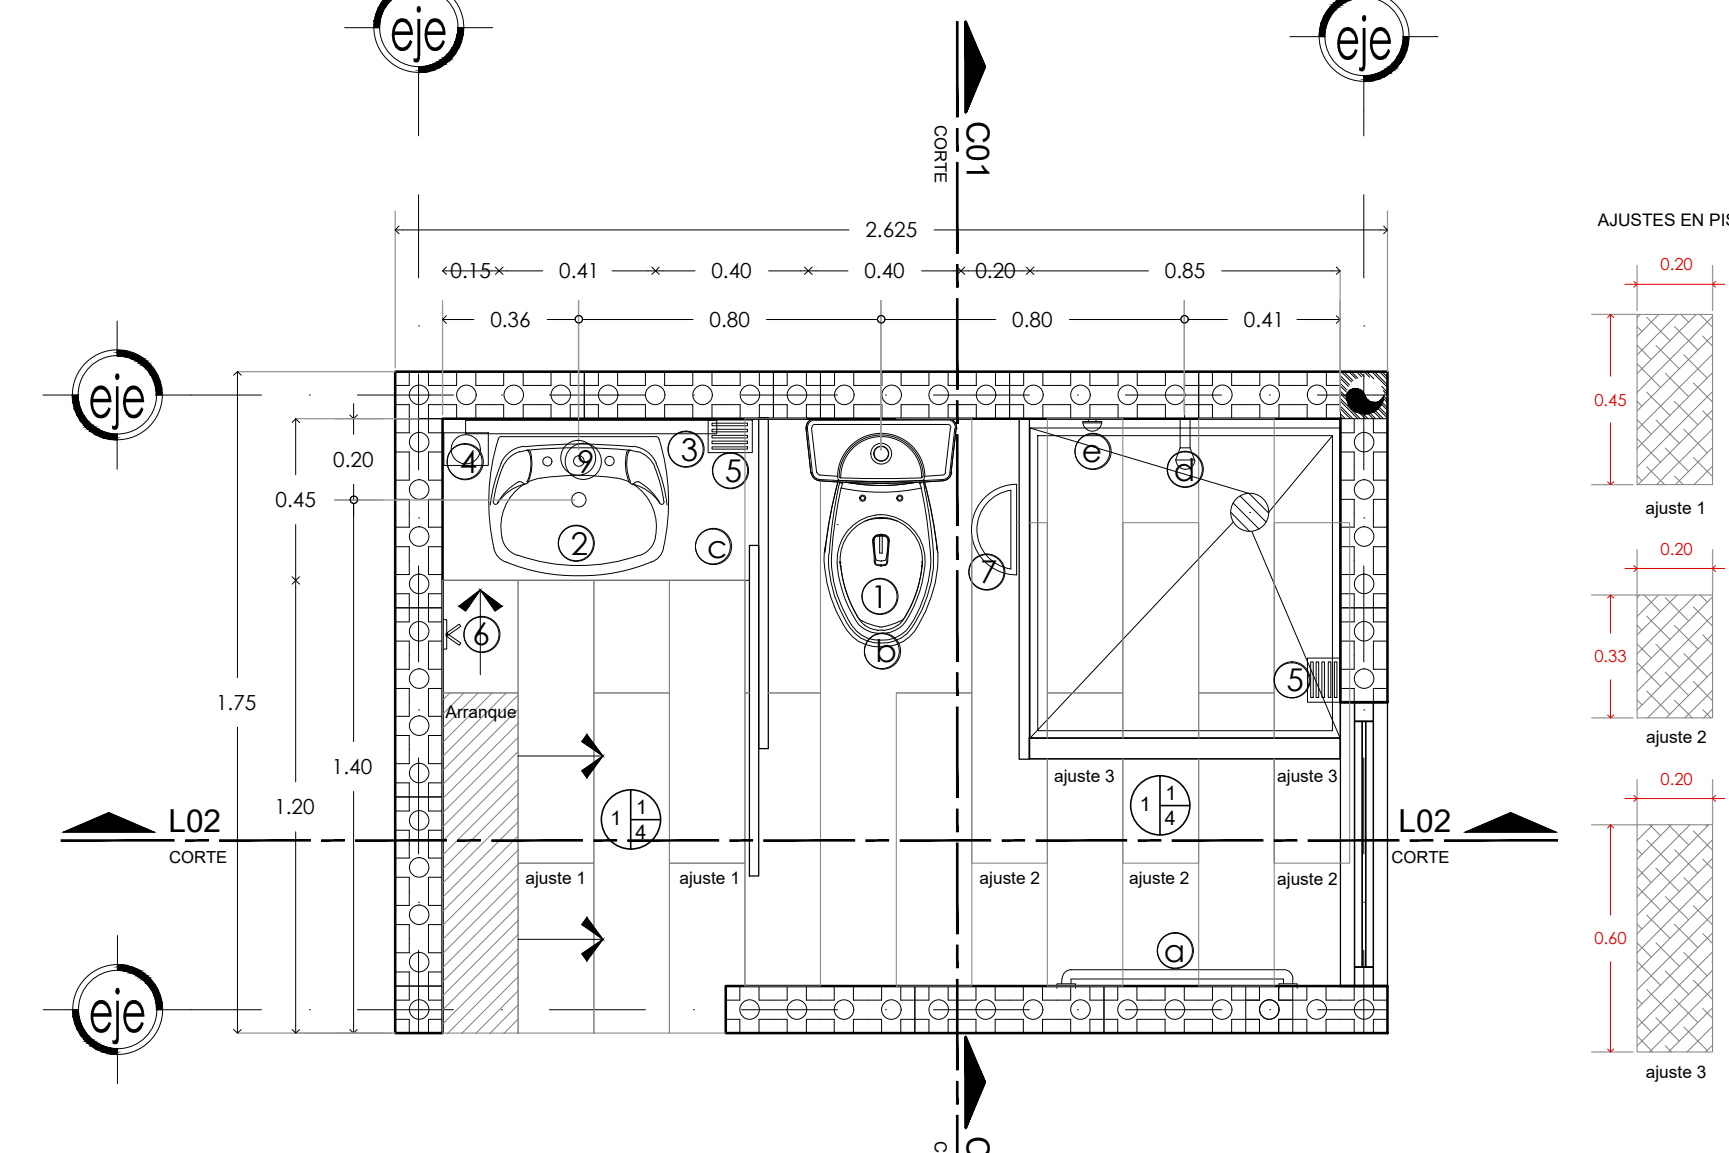 eje
eje
C01
CORTE
2.625
0.15
0.41
0.40
0.40
0.20
0.85
0.36
0.80
0.80
0.41
AJUSTES EN PIS
0.20
0.45
ajuste 1
0.20
0.33
ajuste 2
0.20
0.60
ajuste 3
eje
0.20
0.45
1.75
1.40
1.20
4
9
3
5
2
c
1
b
7
e
d
5
6
Arranque
ajuste 3
ajuste 3
1
1
4
1
1
4
L02
CORTE
L02
CORTE
ajuste 1
ajuste 1
ajuste 2
ajuste 2
ajuste 2
a
eje